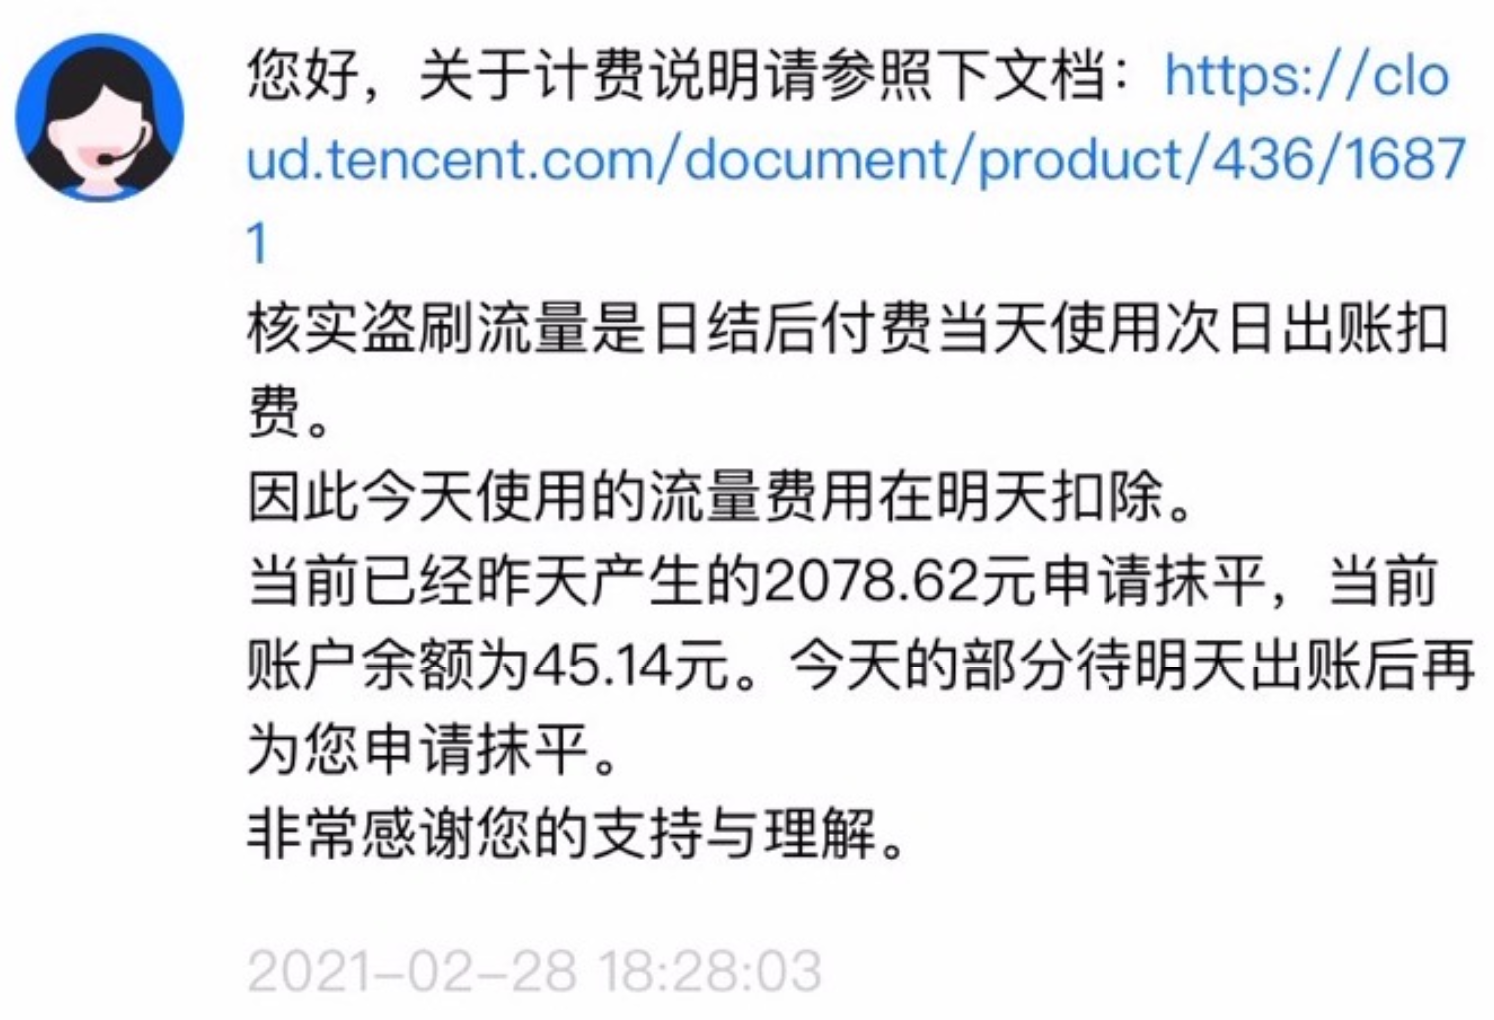 您好，关于计费说明请参照下文档：https://clo
ud.tencent.com/document/product/436/1687
1
核实盗刷流量是日结后付费当天使用次日出账扣
费。
因此今天使用的流量费用在明天扣除。
当前已经昨天产生的2078.62元申请抹平，当前
账户余额为45.14元。今天的部分待明天出账后再
为您申请抹平。
非常感谢您的支持与理解。
2021-02-28 18:28:03